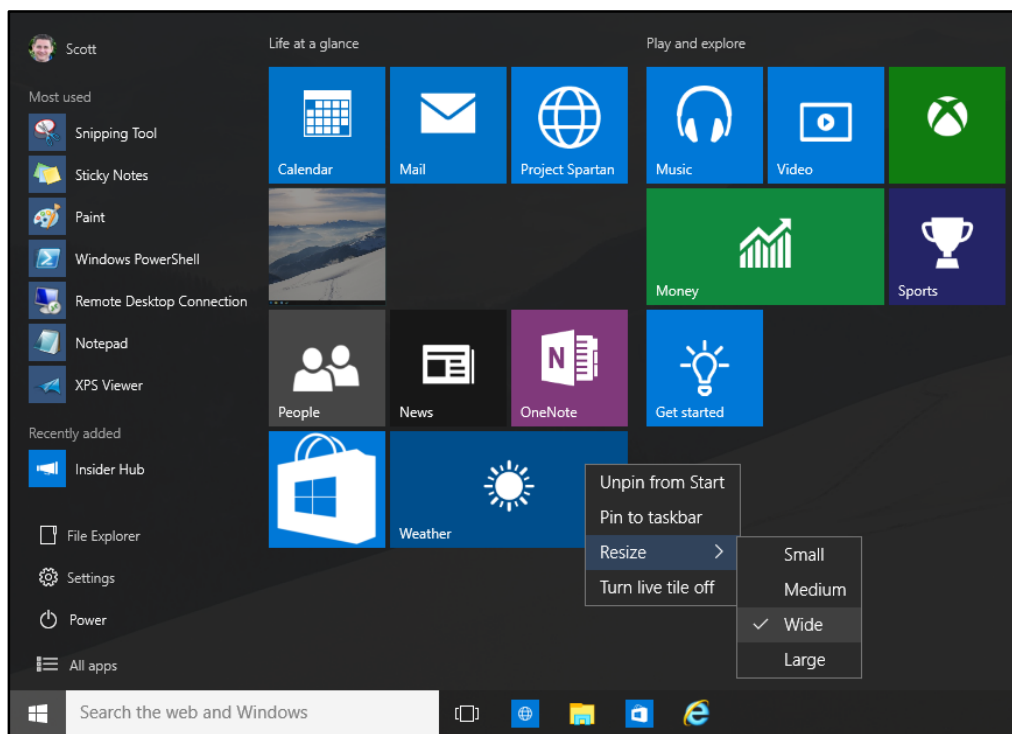 Scott
Most used
Snipping Tool
Sticky Notes
Paint
Windows PowerShell
Remote Desktop Connection
Notepad
XPS Viewer
Recently added
Insider Hub
File Explorer
Settings
Power
All apps
Life at a glance
Calendar
Mail
Project Spartan
People
News
N
OneNote
Weather
Play and explore
Music
Video
Money
Sports
Get started
Unpin from Start
Pin to taskbar
Resize
Turn live tile off
Small
Medium
Wide
Large
Search the web and Windows